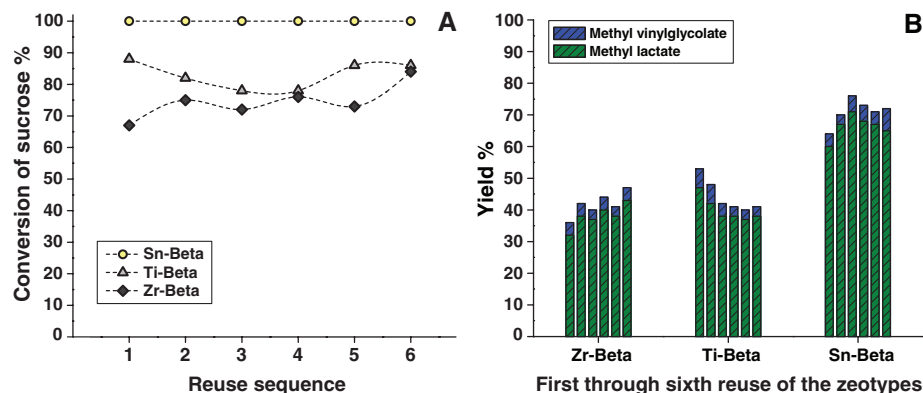 A
Conversion of sucrose %
100
90
80
70
60
50
40
30
20
10
0
Sn-Beta
Ti-Beta
Zr-Beta
1 2 3 4 5 6
Reuse sequence
B
Yield %
100
90
80
70
60
50
40
30
20
10
0
Methyl vinylglycolate
Methyl lactate
Zr-Beta Ti-Beta Sn-Beta
First through sixth reuse of the zeotypes